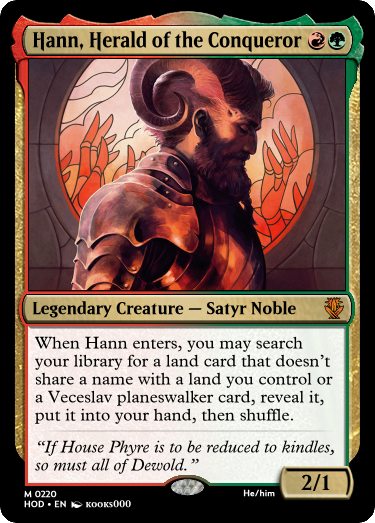 Hann, Herald of the Conqueror
Legendary Creature — Satyr Noble
When Hann enters, you may search
your library for a land card that doesn't
share a name with a land you control or
a Veceslav planeswalker card, reveal it,
put it into your hand, then shuffle.
“If House Phyre is to be reduced to kindles,
so must all of Dewold.”
2/1
M 0220
He/him
HOD • EN KOOKS000